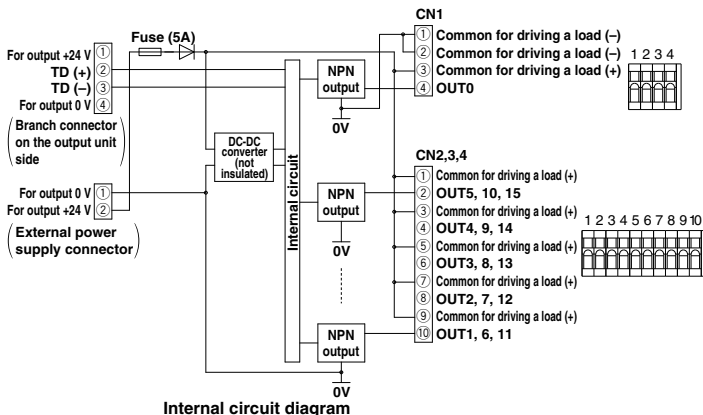 CN1
Fuse (5A)
For output +24 V ①
TD (+) ②
TD (–) ③
For output 0 V ④
(Branch connector
on the output unit
side)
For output 0 V ①
For output +24 V ②
(External power
supply connector)
DC-DC
converter
(not
insulated)
Internal circuit
NPN
output
0V
NPN
output
0V
NPN
output
0V
① Common for driving a load (–)
② Common for driving a load (–)
③ Common for driving a load (+)
④ OUT0
1 2 3 4
CN2,3,4
① Common for driving a load (+)
② OUT5, 10, 15
③ Common for driving a load (+)
④ OUT4, 9, 14
⑤ Common for driving a load (+)
⑥ OUT3, 8, 13
⑦ Common for driving a load (+)
⑧ OUT2, 7, 12
⑨ Common for driving a load (+)
⑩ OUT1, 6, 11
1 2 3 4 5 6 7 8 9 10
Internal circuit diagram